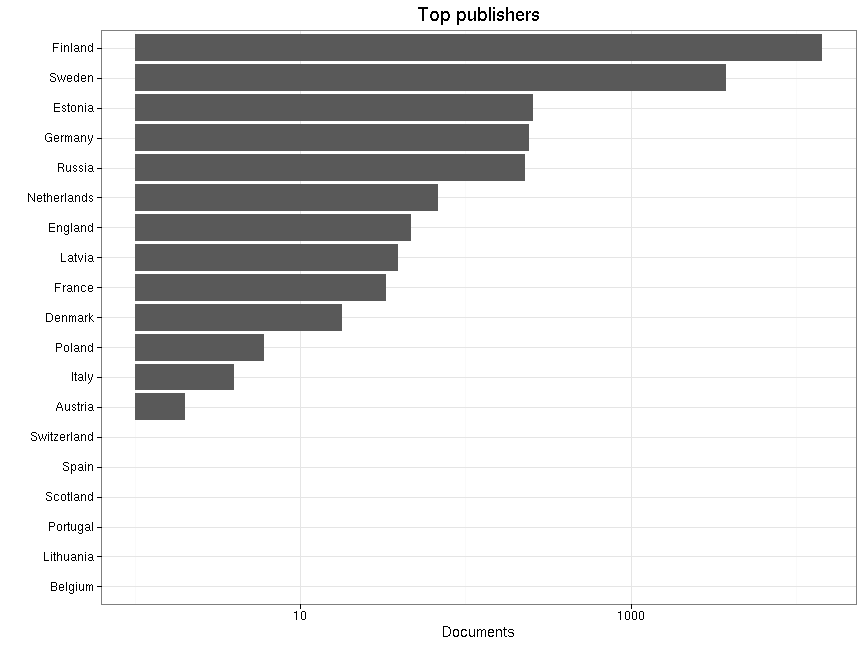 Top publishers
Finland
Sweden
Estonia
Germany
Russia
Netherlands
England
Latvia
France
Denmark
Poland
Italy
Austria
Switzerland
Spain
Scotland
Portugal
Lithuania
Belgium
10 1000
Documents